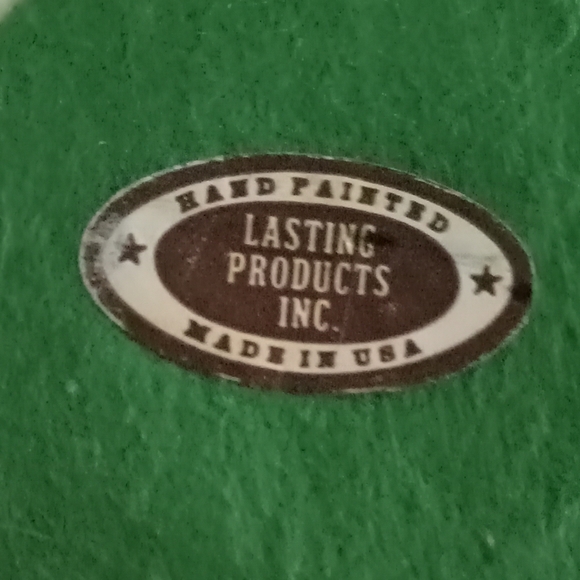 HAND PAINTED
LASTING
PRODUCTS
INC.
MADE IN USA